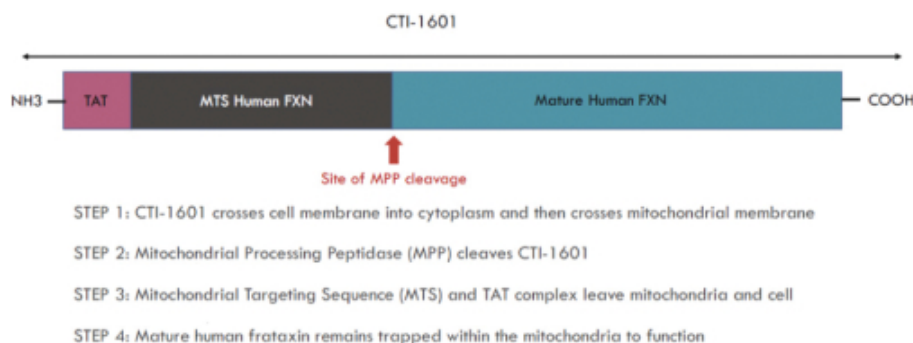 CTI-1601
NH3 TAT MTS Human FXN Mature Human FXN COOH
Site of MPP cleavage
STEP 1: CTI-1601 crosses cell membrane into cytoplasm and then crosses mitochondrial membrane
STEP 2: Mitochondrial Processing Peptidase (MPP) cleaves CTI-1601
STEP 3: Mitochondrial Targeting Sequence (MTS) and TAT complex leave mitochondria and cell
STEP 4: Mature human frataxin remains trapped within the mitochondria to function